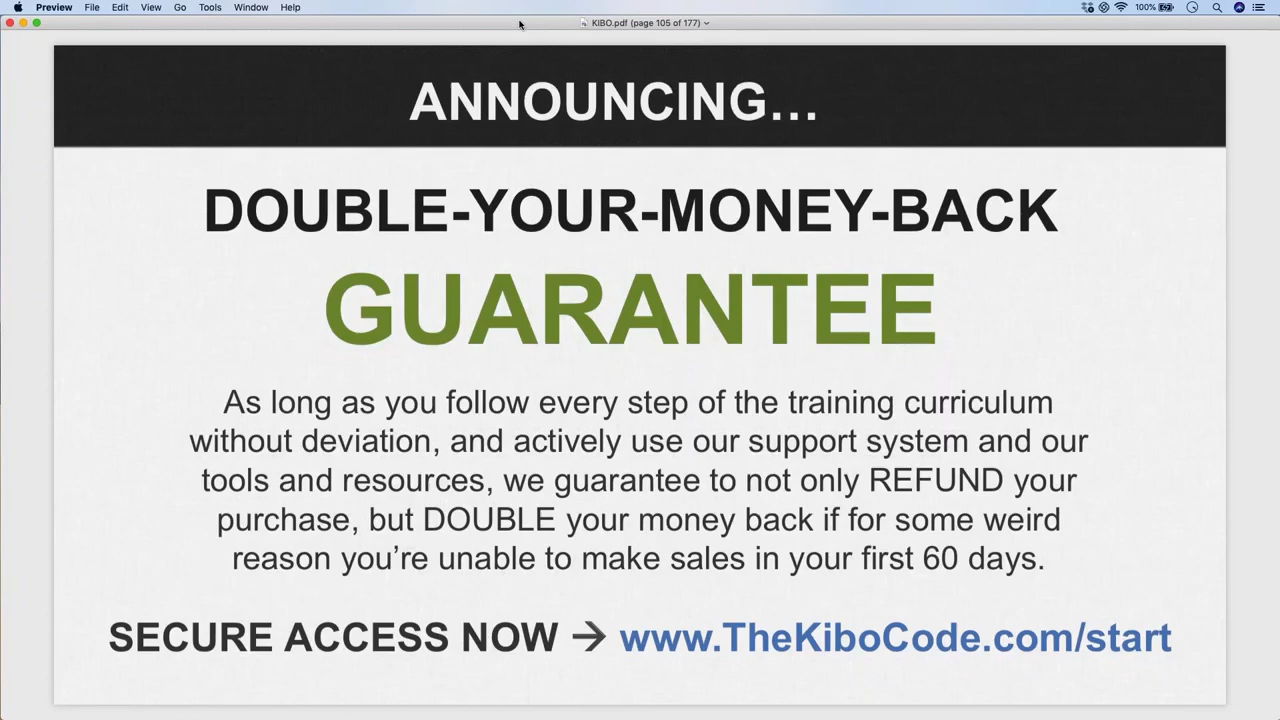 Preview File Edit View Go Tools Window Help 100%
KIBO.pdf (page 105 of 177)
ANNOUNCING…
DOUBLE-YOUR-MONEY-BACK
GUARANTEE
As long as you follow every step of the training curriculum
without deviation, and actively use our support system and our
tools and resources, we guarantee to not only REFUND your
purchase, but DOUBLE your money back if for some weird
reason you’re unable to make sales in your first 60 days.
SECURE ACCESS NOW → www.TheKiboCode.com/start